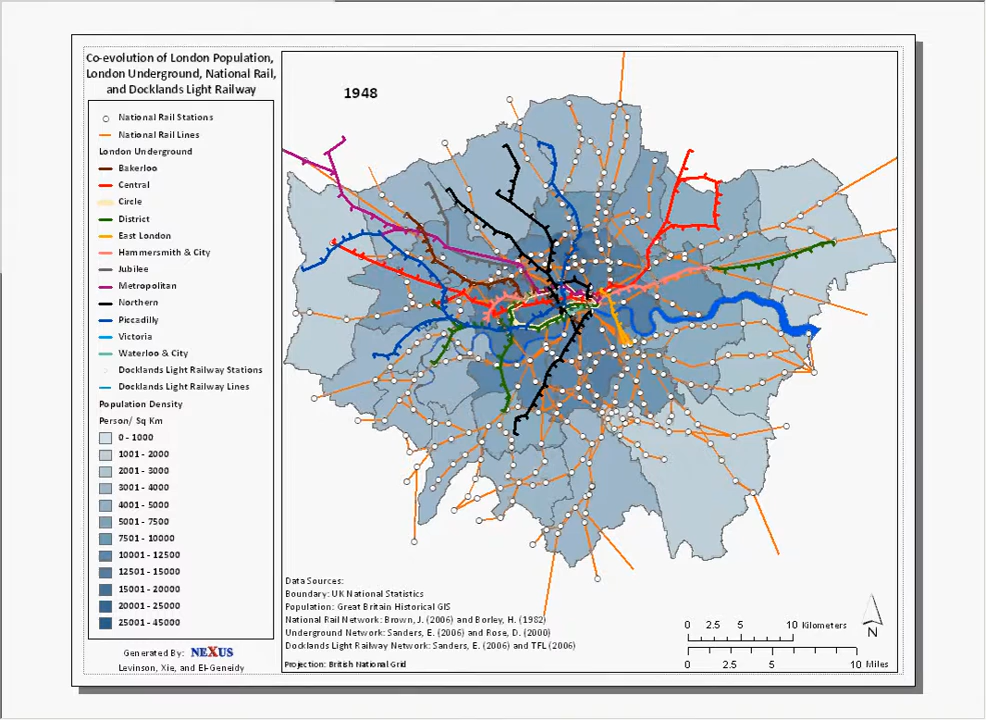 Co-evolution of London Population,
London Underground, National Rail,
and Docklands Light Railway
National Rail Stations
National Rail Lines
London Underground
Bakerloo
Central
Circle
District
East London
Hammersmith & City
Jubilee
Metropolitan
Northern
Piccadilly
Victoria
Waterloo & City
Docklands Light Railway Stations
Docklands Light Railway Lines
Population Density
Person/ Sq Km
0 - 1000
1001 - 2000
2001 - 3000
3001 - 4000
4001 - 5000
5001 - 7500
7501 - 10000
10001 - 12500
12501 - 15000
15001 - 20000
20001 - 25000
25001 - 45000
Generated By: NEXUS
Levinson, Xie, and El-Geneidy
1948
Data Sources:
Boundary: UK National Statistics
Population: Great Britain Historical GIS
National Rail Network: Brown, J. (2006) and Borley, H. (1982)
Underground Network: Sanders, E. (2006) and Rose, D. (2000)
Docklands Light Railway Network: Sanders, E. (2006) and TFL (2006)
Projection: British National Grid
0 2.5 5 10 Kilometers
0 2.5 5 10 Miles
N